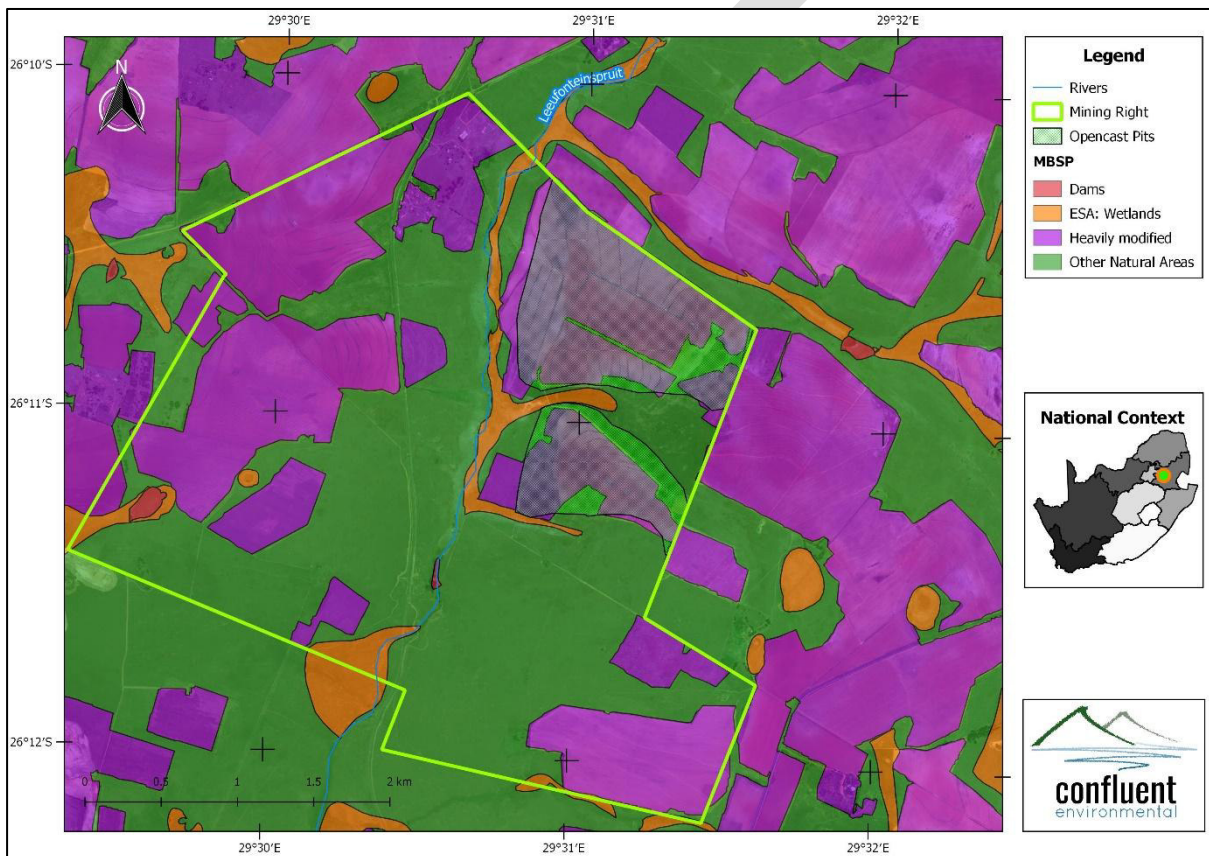 29°30'E
29°31'E
29°32'E
26°10'S
26°11'S
26°12'S
N
Leeufonteinspruit
0
0.5
1
1.5
2 km
29°30'E
29°31'E
29°32'E
Legend
Rivers
Mining Right
Opencast Pits
MBSP
Dams
ESA: Wetlands
Heavily modified
Other Natural Areas
National Context
confluent
environmental